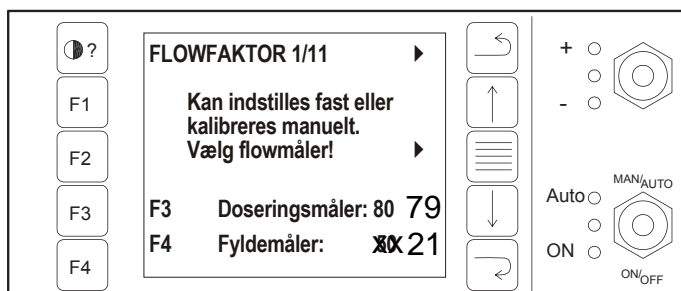 ?
FLOWFAKTOR 1/11
F1
Kan indstilles fast eller
kalibreres manuelt.
Vælg flowmåler!
F2
F3
F3 Doseringsmåler: 80 79
F4 Fyldemåler: 21
F4
+
-
Auto
MAN/AUTO
ON
ON/OFF